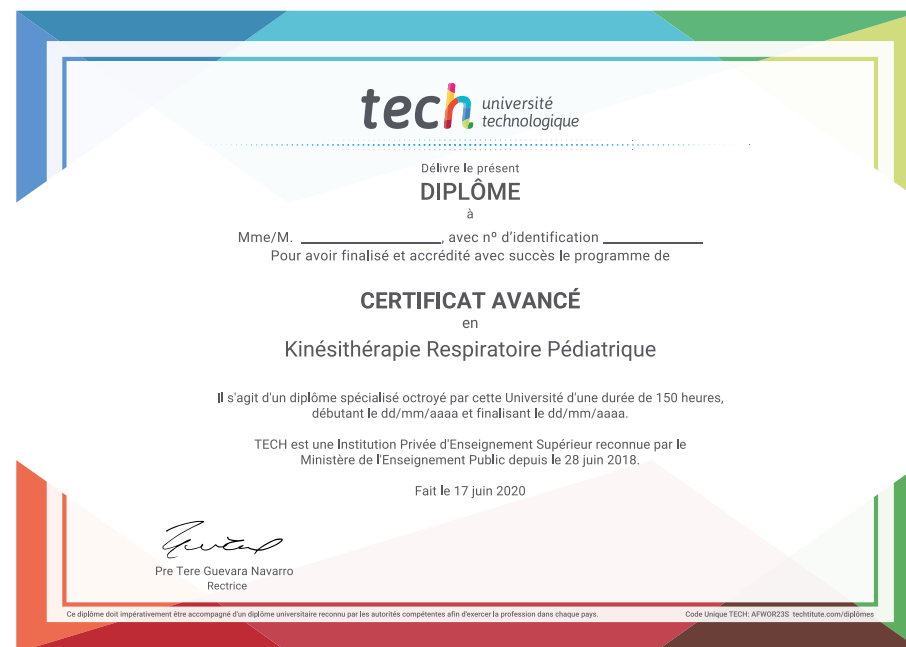 tech université
technologique
Délivre le présent
DIPLÔME
à
Mme/M. ____________________, avec nº d'identification ______________
Pour avoir finalisé et accrédité avec succès le programme de
CERTIFICAT AVANCÉ
en
Kinésithérapie Respiratoire Pédiatrique
Il s'agit d'un diplôme spécialisé octroyé par cette Université d'une durée de 150 heures,
débutant le dd/mm/aaaa et finalisant le dd/mm/aaaa.
TECH est une Institution Privée d'Enseignement Supérieur reconnue par le
Ministère de l'Enseignement Public depuis le 28 juin 2018.
Fait le 17 juin 2020
Pre Tere Guevara Navarro
Rectrice
Ce diplôme doit impérativement être accompagné d'un diplôme universitaire reconnu par les autorités compétentes afin d'exercer la profession dans chaque pays.
Code Unique TECH: AFWOR23S techtitute.com/diplômes